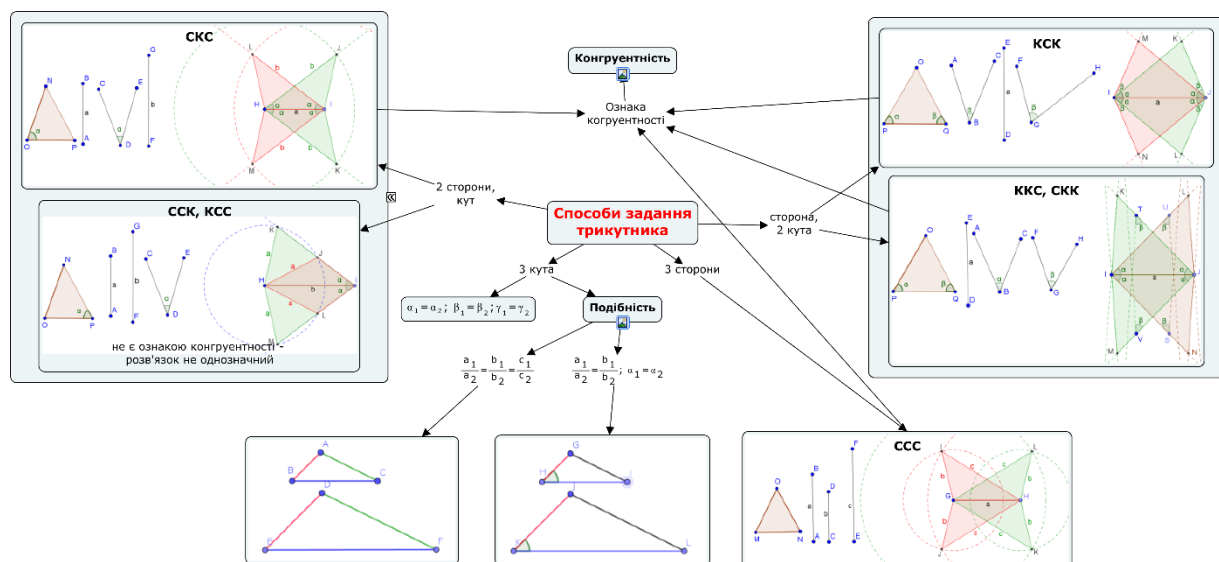 СКС
КСК
Конгруентність
Ознака
когруентності
2 сторони,
кут
«
Способи задання
трикутника
сторона,
2 кута
ССК, КСС
ККС, СКК
3 кута
3 сторони
α₁=α₂; β₁=β₂; γ₁=γ₂
Подібність
не є ознакою конгруентності -
розв'язок не однозначний
a₁/a₂=b₁/b₂=c₁/c₂
a₁/a₂=b₁/b₂; α₁=α₂
ССС